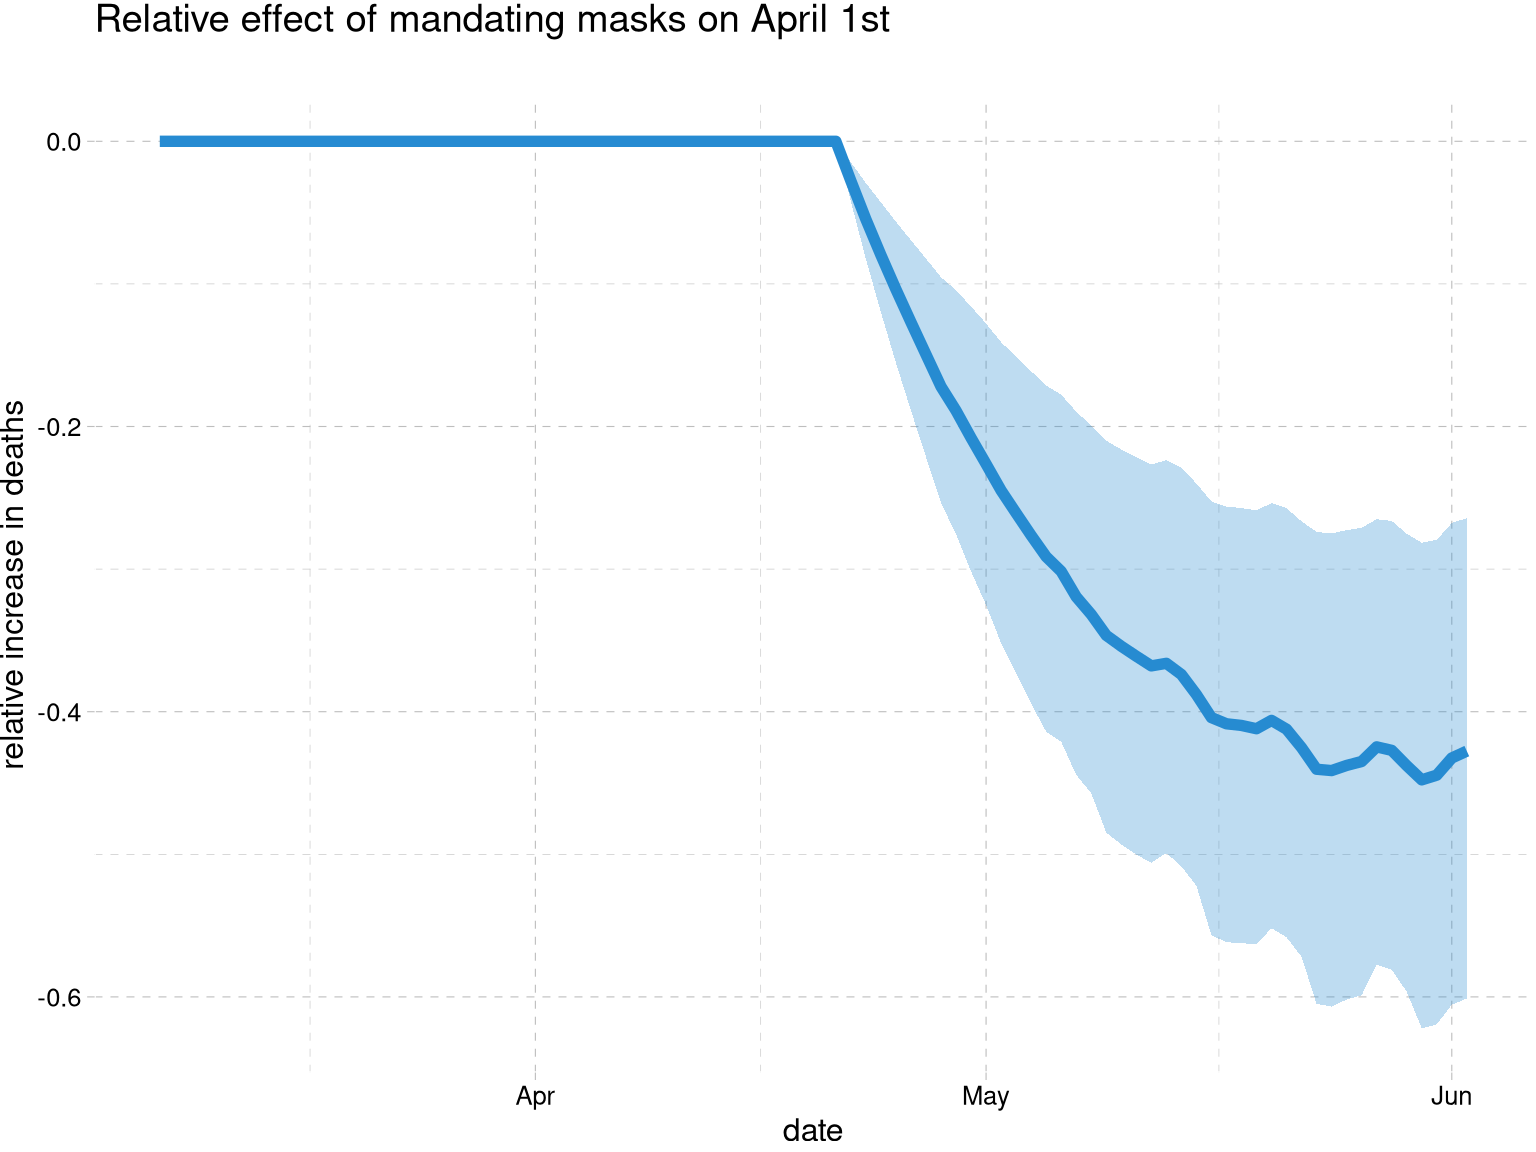 Relative effect of mandating masks on April 1st
relative increase in deaths
0.0
-0.2
-0.4
-0.6
Apr
May
Jun
date